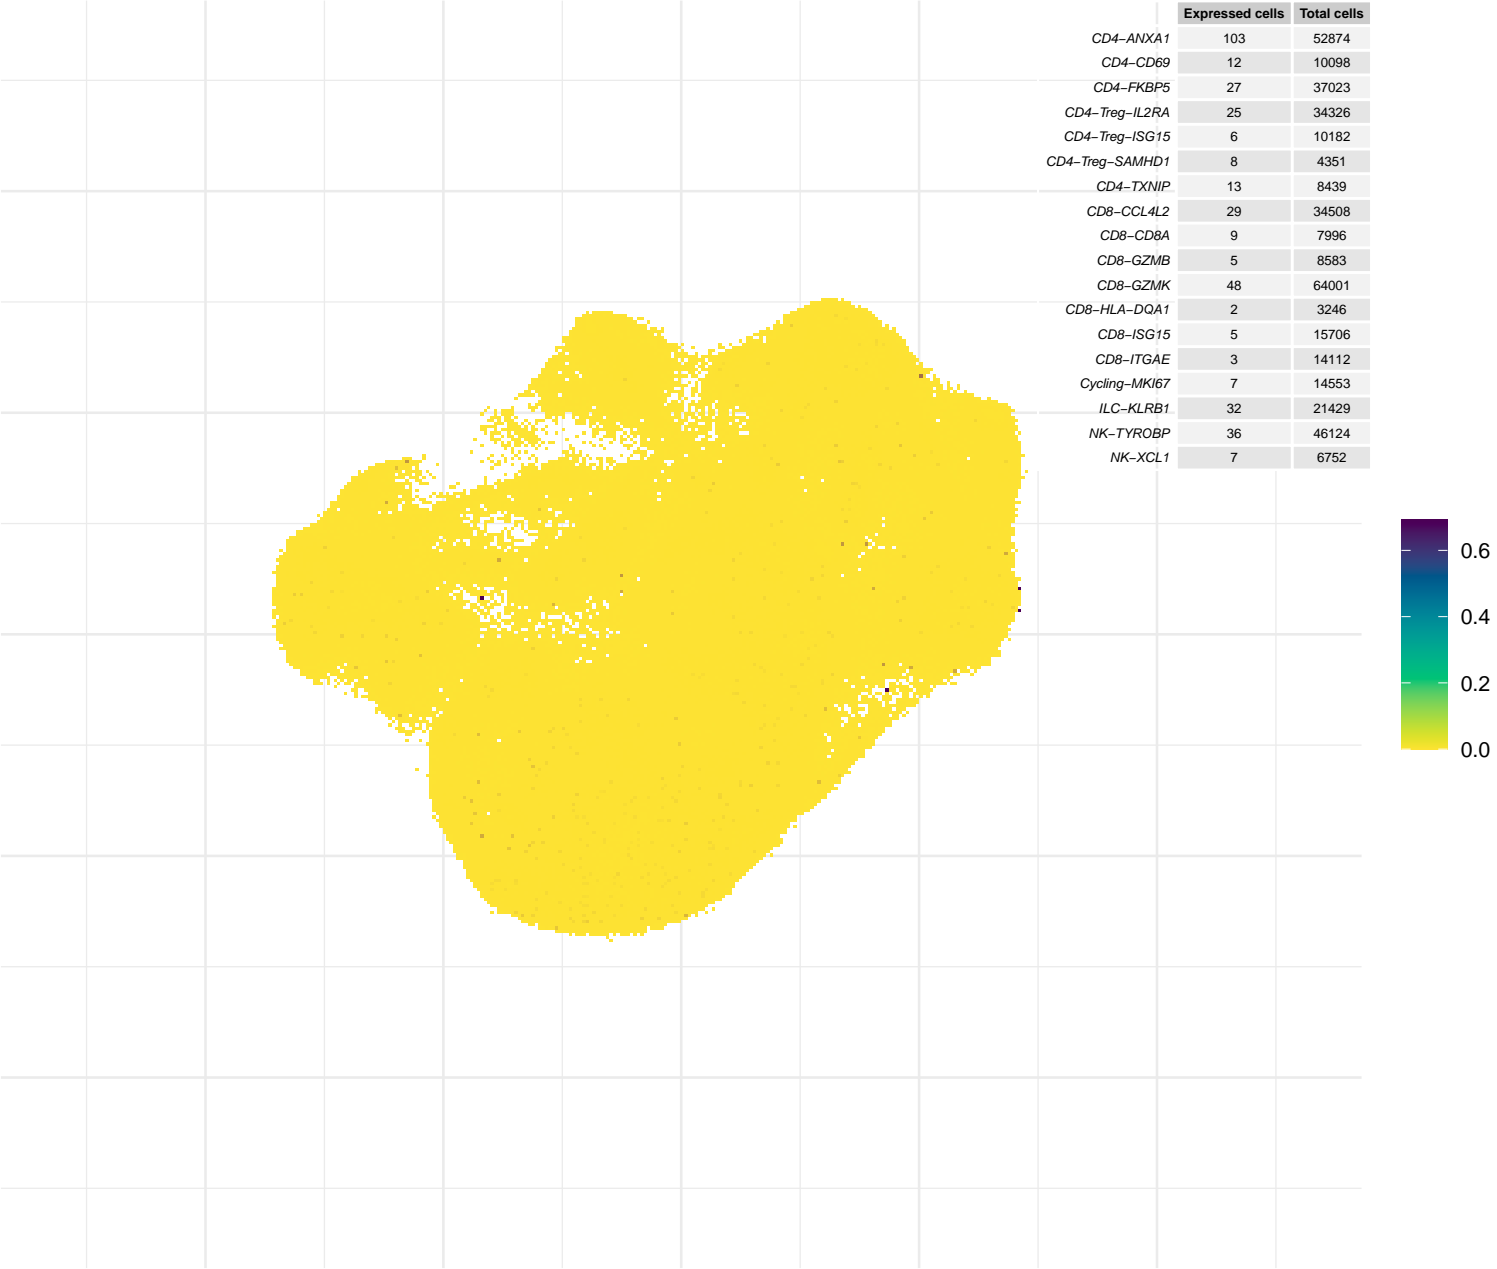 Expressed cells Total cells
CD4−ANXA1 103 52874
CD4−CD69 12 10098
CD4−FKBP5 27 37023
CD4−Treg−IL2RA 25 34326
CD4−Treg−ISG15 6 10182
CD4−Treg−SAMHD1 8 4351
CD4−TXNIP 13 8439
CD8−CCL4L2 29 34508
CD8−CD8A 9 7996
CD8−GZMB 5 8583
CD8−GZMK 48 64001
CD8−HLA−DQA1 2 3246
CD8−ISG15 5 15706
CD8−ITGAE 3 14112
Cycling−MKI67 7 14553
ILC−KLRB1 32 21429
NK−TYROBP 36 46124
NK−XCL1 7 6752
0.6
0.4
0.2
0.0